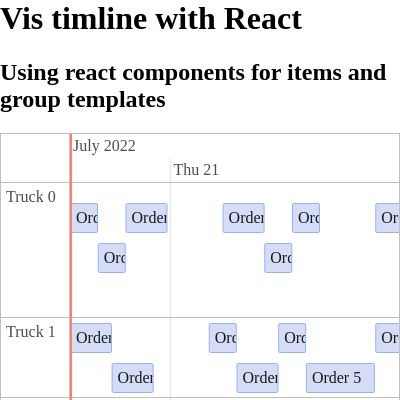 Vis timline with React
Using react components for items and
group templates
July 2022
Thu 21
Truck 0
Ord Order Order Ord Or
Ord Ord
Truck 1
Order Ord Ord Or
Order Order Order 5